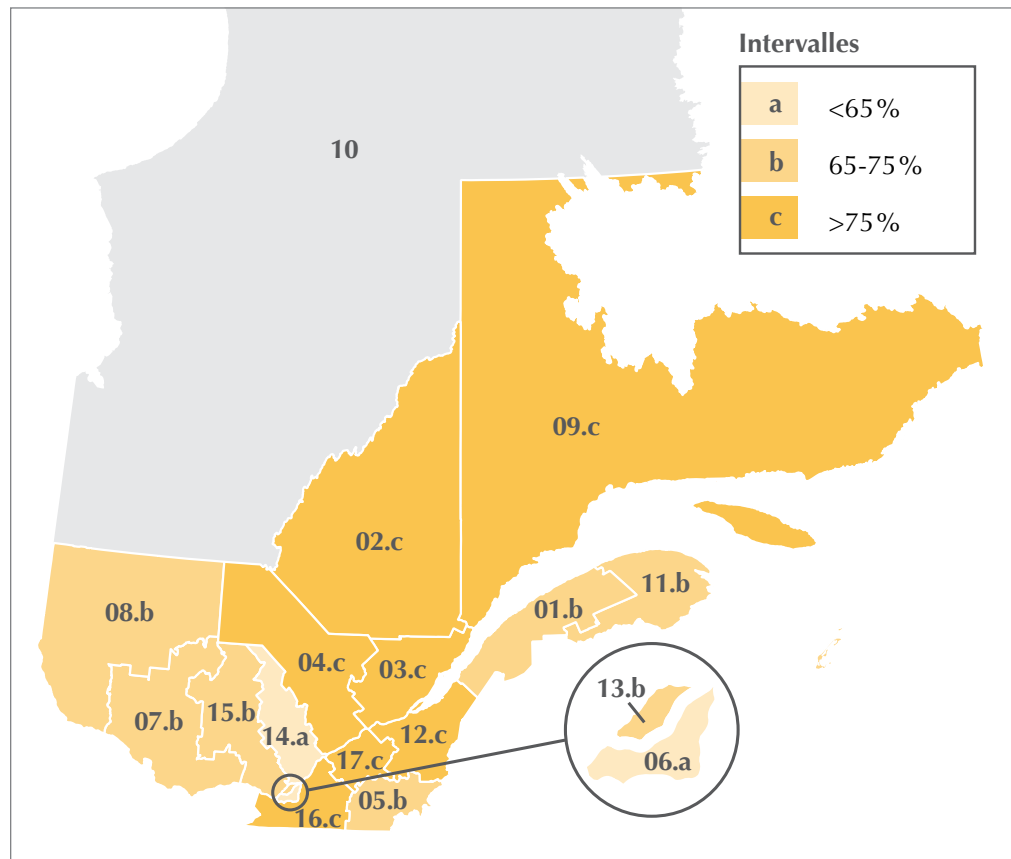 Intervalles
a <65%
b 65-75%
c >75%
10
09.c
02.c
08.b
11.b
01.b
04.c
03.c
13.b
07.b
15.b
14.a
12.c
17.c
06.a
05.b
16.c